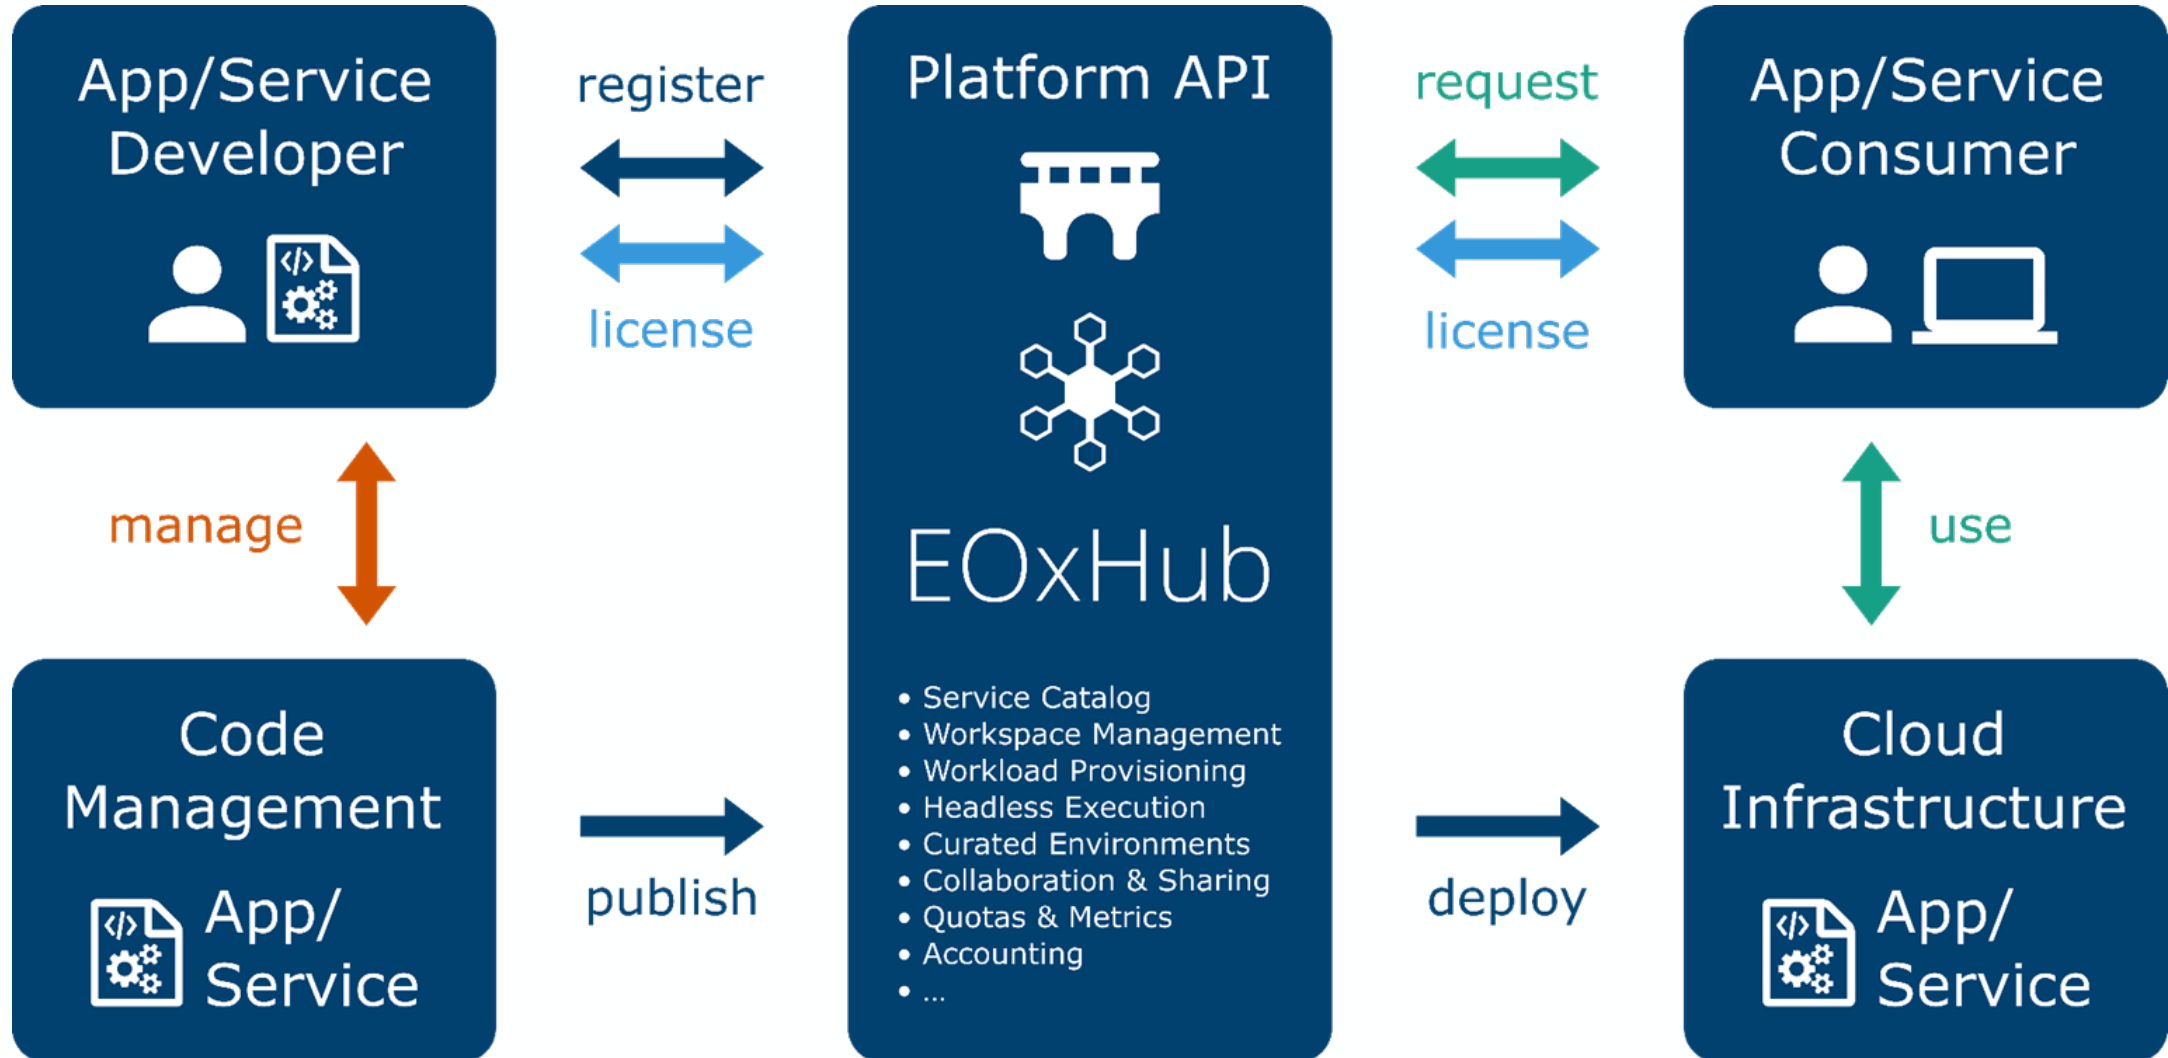 App/Service
Developer
</>
register
license
Platform API
EOxHub
• Service Catalog
• Workspace Management
• Workload Provisioning
• Headless Execution
• Curated Environments
• Collaboration & Sharing
• Quotas & Metrics
• Accounting
• ...
request
license
App/Service
Consumer
manage
use
Code
Management
</>
App/
Service
publish
deploy
Cloud
Infrastructure
</>
App/
Service